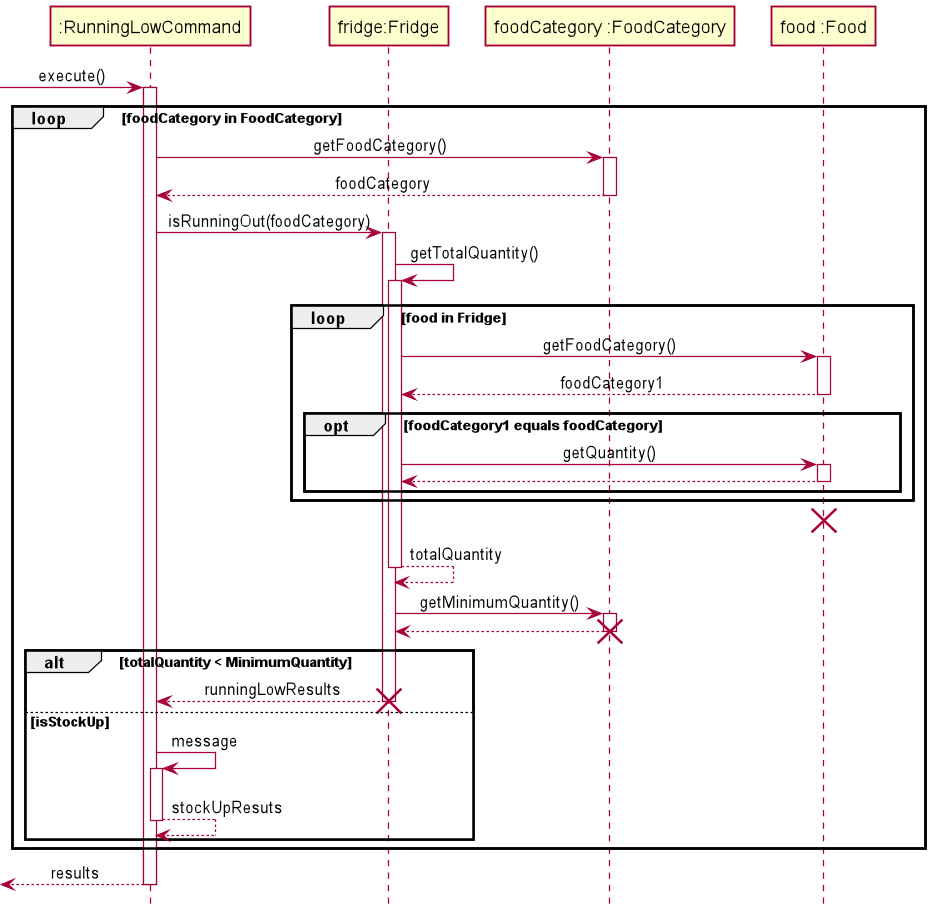 :RunningLowCommand
fridge:Fridge
foodCategory :FoodCategory
food :Food
execute()
loop
[foodCategory in FoodCategory]
getFoodCategory()
foodCategory
isRunningOut(foodCategory)
getTotalQuantity()
loop
[food in Fridge]
getFoodCategory()
foodCategory1
opt
[foodCategory1 equals foodCategory]
getQuantity()
totalQuantity
getMinimumQuantity()
alt
[totalQuantity < MinimumQuantity]
runningLowResults
[isStockUp]
message
stockUpResuts
results